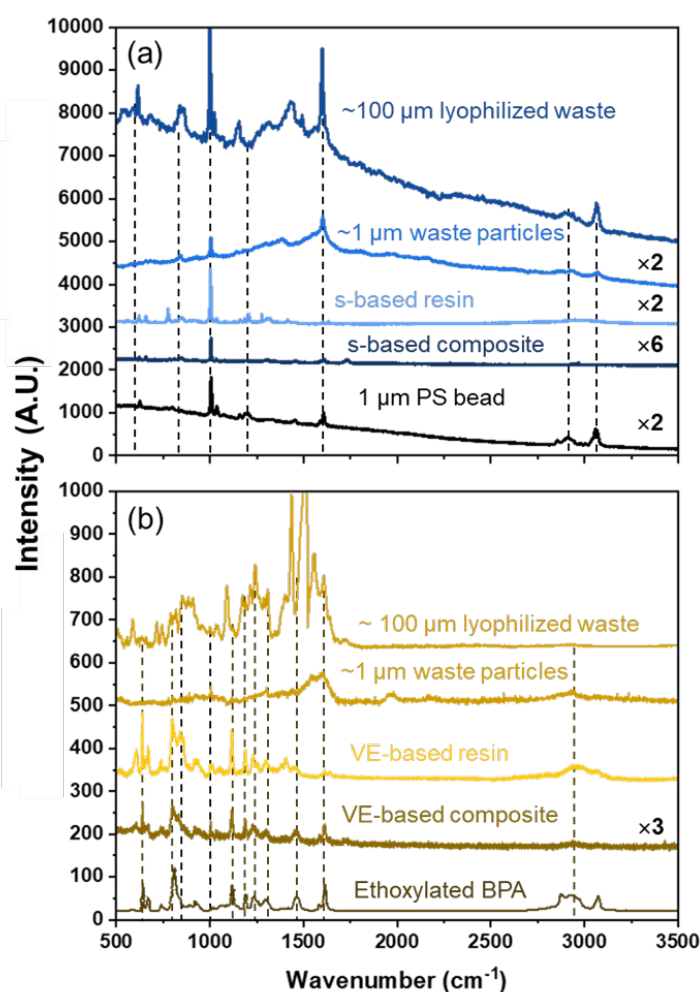 10000
9000
8000
7000
6000
5000
4000
3000
2000
1000
0
(a)
~100 µm lyophilized waste
~1 µm waste particles
×2
×2
s-based resin
s-based composite
×6
1 µm PS bead
×2
Intensity (A.U.)
1000
900
800
700
600
500
400
300
200
100
0
(b)
~ 100 µm lyophilized waste
~1 µm waste particles
VE-based resin
VE-based composite
×3
Ethoxylated BPA
500 1000 1500 2000 2500 3000 3500
Wavenumber (cm⁻¹)